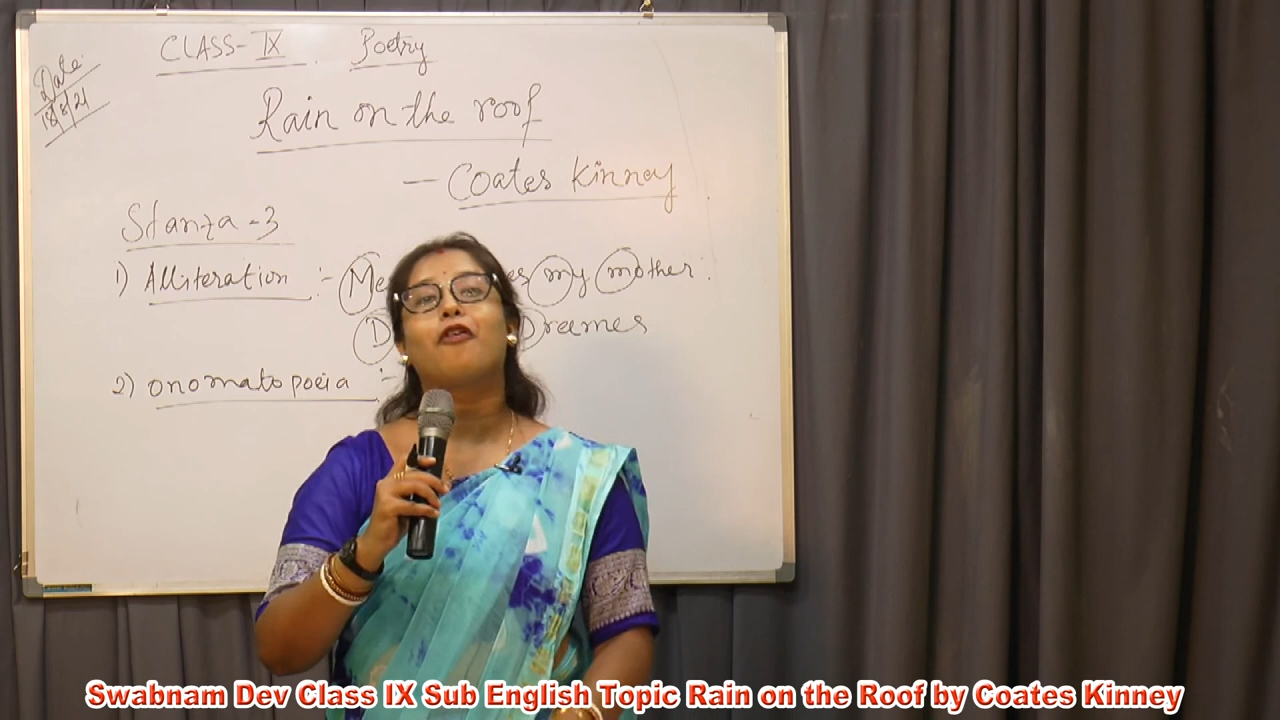 Date:
18/8/21
CLASS-IX Poetry
Rain on the roof
— Coates Kinney
Stanza-3
1) Alliteration :- my mother.
Dreemes
2) onomatopoeia :-
Swabnam Dev Class IX Sub English Topic Rain on the Roof by Coates Kinney